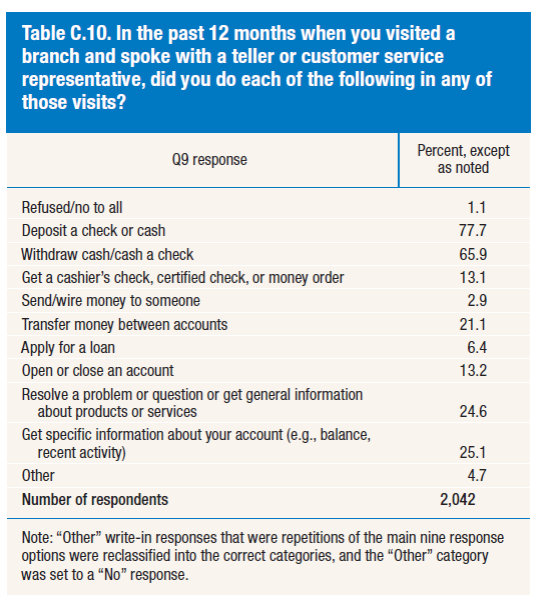 Table C.10. In the past 12 months when you visited a
branch and spoke with a teller or customer service
representative, did you do each of the following in any of
those visits?
Q9 response
Percent, except
as noted
Refused/no to all 1.1
Deposit a check or cash 77.7
Withdraw cash/cash a check 65.9
Get a cashier's check, certified check, or money order 13.1
Send/wire money to someone 2.9
Transfer money between accounts 21.1
Apply for a loan 6.4
Open or close an account 13.2
Resolve a problem or question or get general information
about products or services 24.6
Get specific information about your account (e.g., balance,
recent activity) 25.1
Other 4.7
Number of respondents 2,042
Note: “Other” write-in responses that were repetitions of the main nine response
options were reclassified into the correct categories, and the “Other” category
was set to a “No” response.